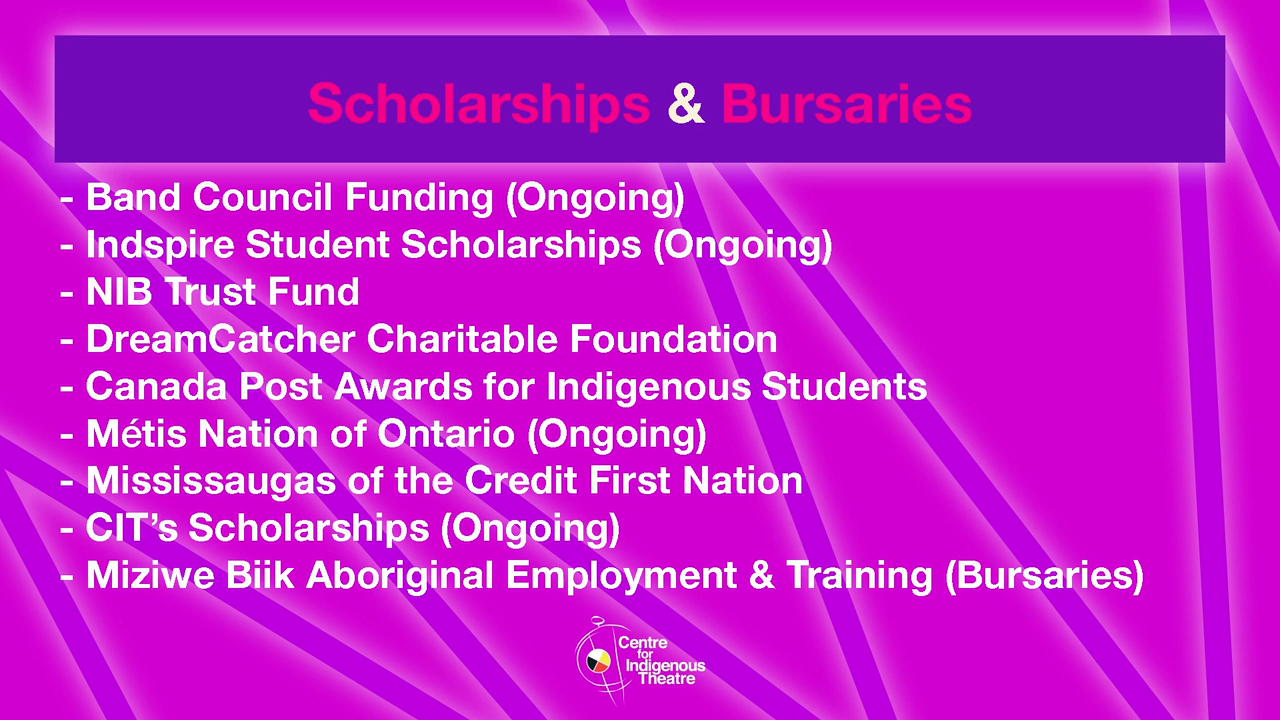 Scholarships & Bursaries
- Band Council Funding (Ongoing)
- Indspire Student Scholarships (Ongoing)
- NIB Trust Fund
- DreamCatcher Charitable Foundation
- Canada Post Awards for Indigenous Students
- Métis Nation of Ontario (Ongoing)
- Mississaugas of the Credit First Nation
- CIT’s Scholarships (Ongoing)
- Miziwe Biik Aboriginal Employment & Training (Bursaries)
Centre
for
Indigenous
Theatre